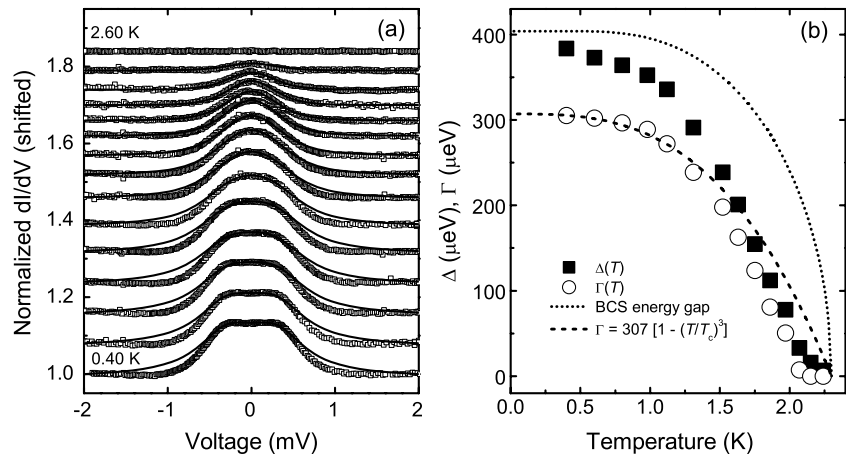 (a)
2.60 K
1.8
1.6
1.4
1.2
1.0
0.40 K
-2
-1
0
1
2
Voltage (mV)
Normalized dI/dV (shifted)
(b)
400
300
200
100
0
0.0
0.5
1.0
1.5
2.0
Temperature (K)
Δ (µeV), Γ (µeV)
Δ(T)
Γ(T)
BCS energy gap
Γ = 307 [1 - (T/Tc)³]